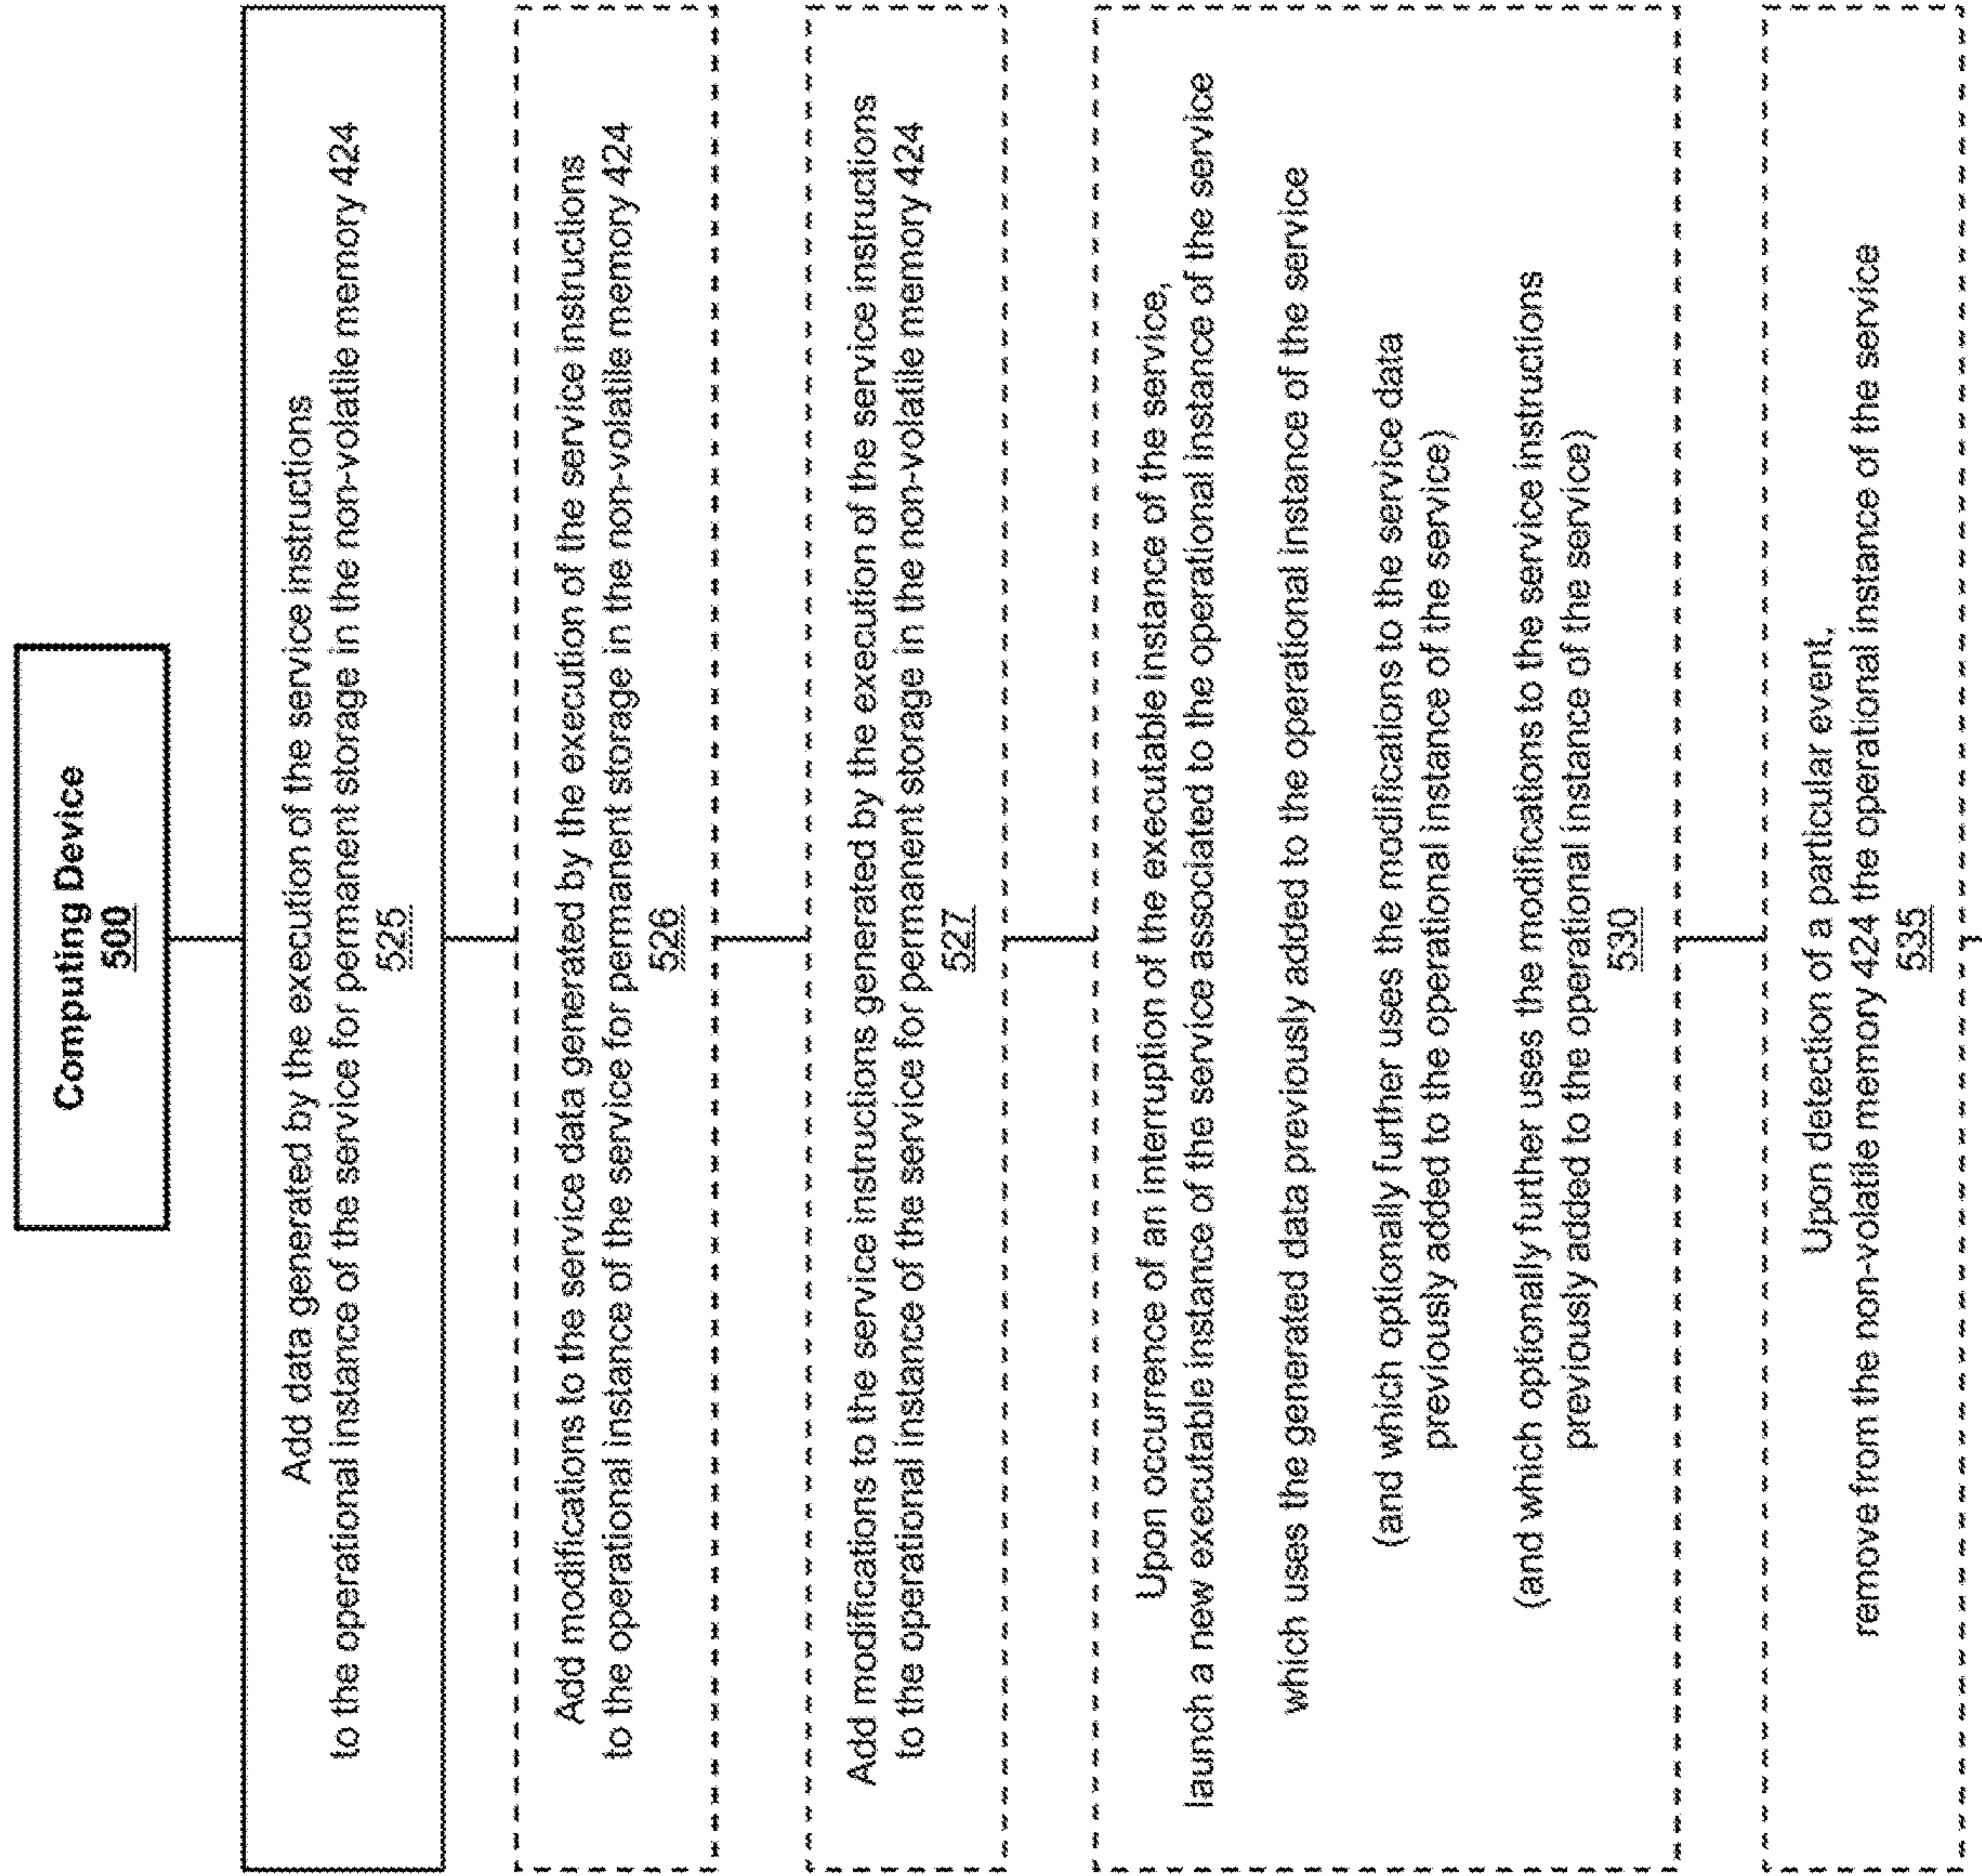 Computing Device
500
Add data generated by the execution of the service instructions
to the operational instance of the service for permanent storage in the non-volatile memory 424
525
Add modifications to the service data generated by the execution of the service instructions
to the operational instance of the service for permanent storage in the non-volatile memory 424
526
Add modifications to the service instructions generated by the execution of the service instructions
to the operational instance of the service for permanent storage in the non-volatile memory 424
527
Upon occurrence of an interruption of the executable instance of the service,
launch a new executable instance of the service associated to the operational instance of the service
which uses the generated data previously added to the operational instance of the service
(and which optionally further uses the modifications to the service data
previously added to the operational instance of the service)
(and which optionally further uses the modifications to the service instructions
previously added to the operational instance of the service)
530
Upon detection of a particular event,
remove from the non-volatile memory 424 the operational instance of the service
535